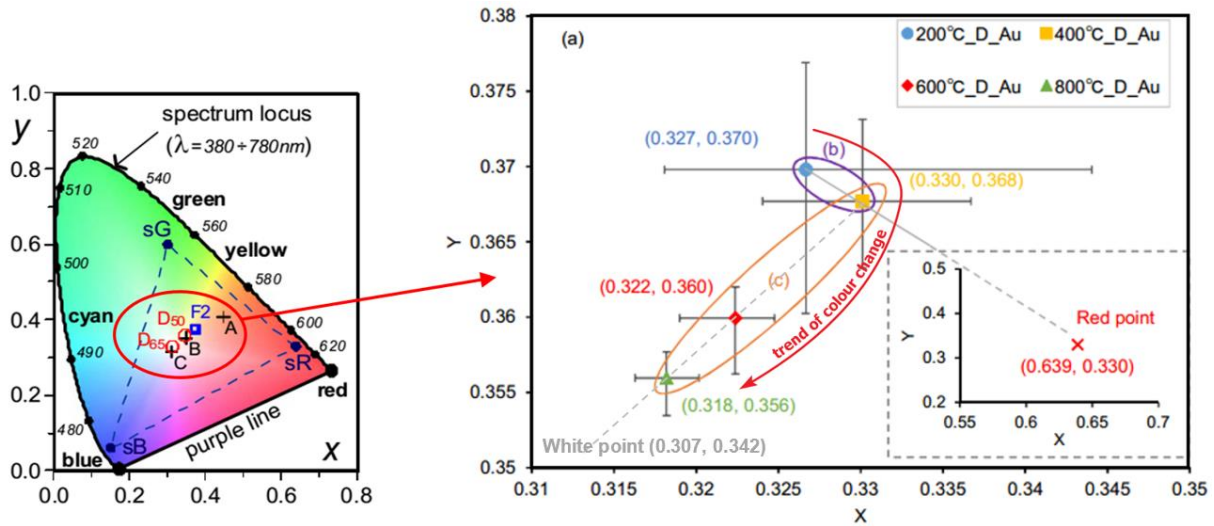 1.0
0.8
0.6
0.4
0.2
0.0
y
0.0
0.2
0.4
0.6
0.8
x
spectrum locus
(λ=380÷780nm)
520
540
510
green
560
sG
yellow
500
580
cyan
D50
F2
A
600
D65
B
C
620
490
sR
red
480
purple line
sB
blue
0.38
0.375
0.37
0.365
0.36
0.355
0.35
Y
0.31
0.315
0.32
0.325
0.33
0.335
0.34
0.345
0.35
X
(a)
200°C_D_Au
400°C_D_Au
600°C_D_Au
800°C_D_Au
(0.327, 0.370)
(b)
(0.330, 0.368)
(c)
trend of colour change
(0.322, 0.360)
(0.318, 0.356)
White point (0.307, 0.342)
0.5
0.4
0.3
0.2
Y
Red point
(0.639, 0.330)
0.55
0.6
0.65
0.7
X